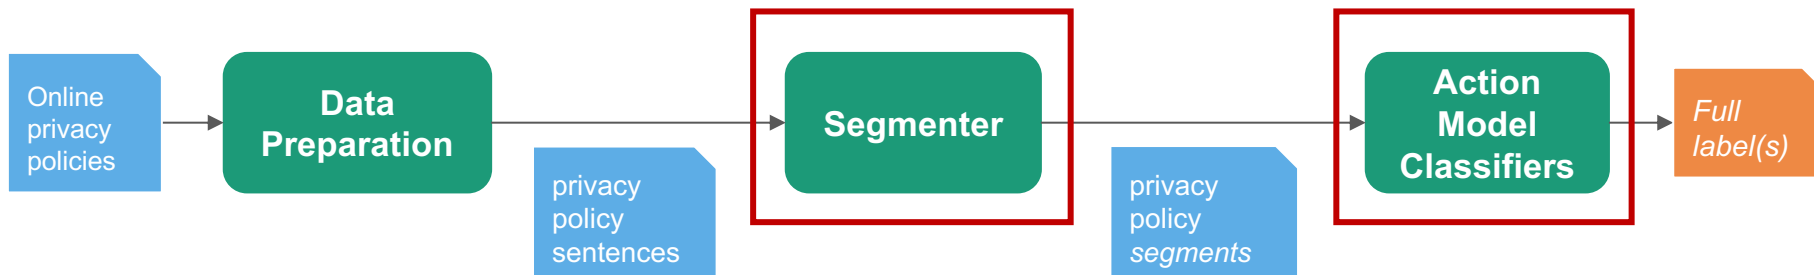 Online
privacy
policies
Data
Preparation
privacy
policy
sentences
Segmenter
privacy
policy
segments
Action
Model
Classifiers
Full
label(s)